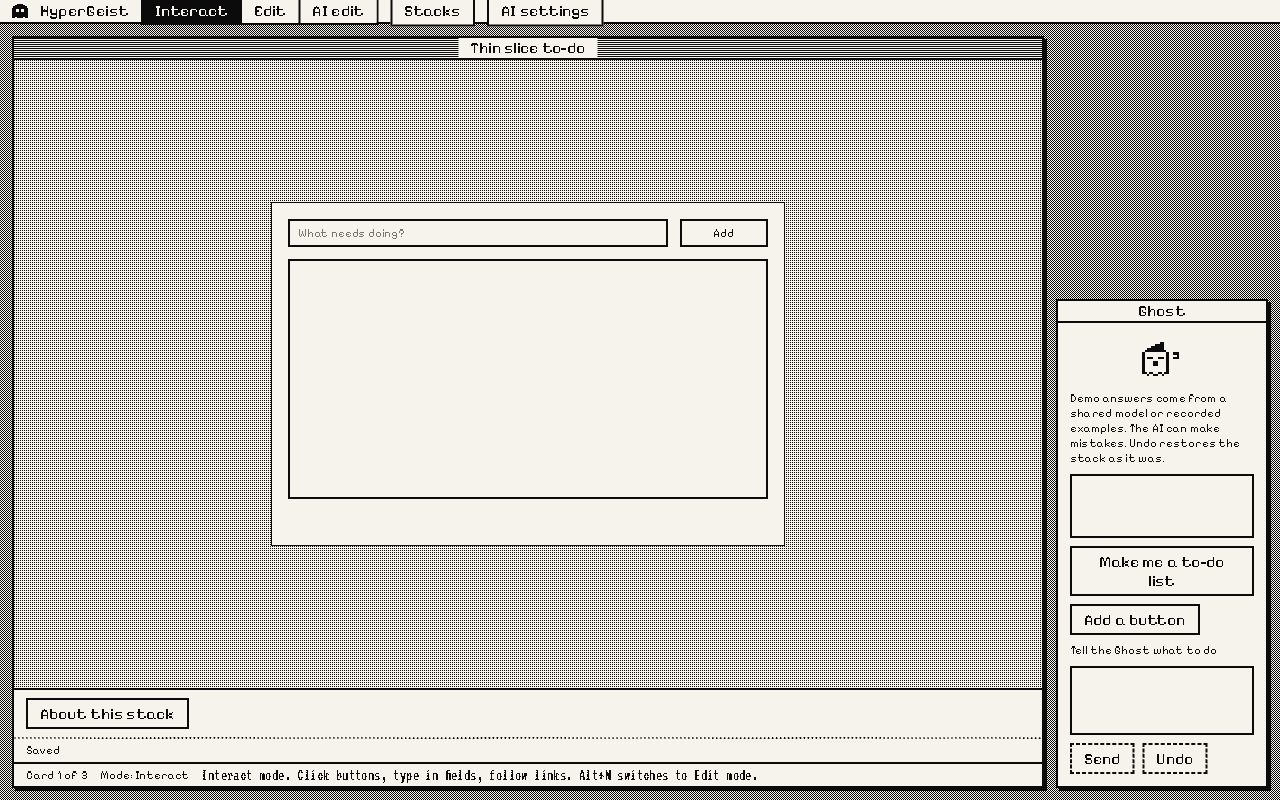 HyperGeist Interact Edit AI edit Stacks AI settings
Thin slice to-do
What needs doing? Add
Ghost
Demo answers come from a
shared model or recorded
examples. The AI can make
mistakes. Undo restores the
stack as it was.
Make me a to-do
list
Add a button
Tell the Ghost what to do
Send Undo
About this stack
Saved
Card 1 of 3 Mode: Interact Interact mode. Click buttons, type in fields, follow links. Alt+M switches to Edit mode.